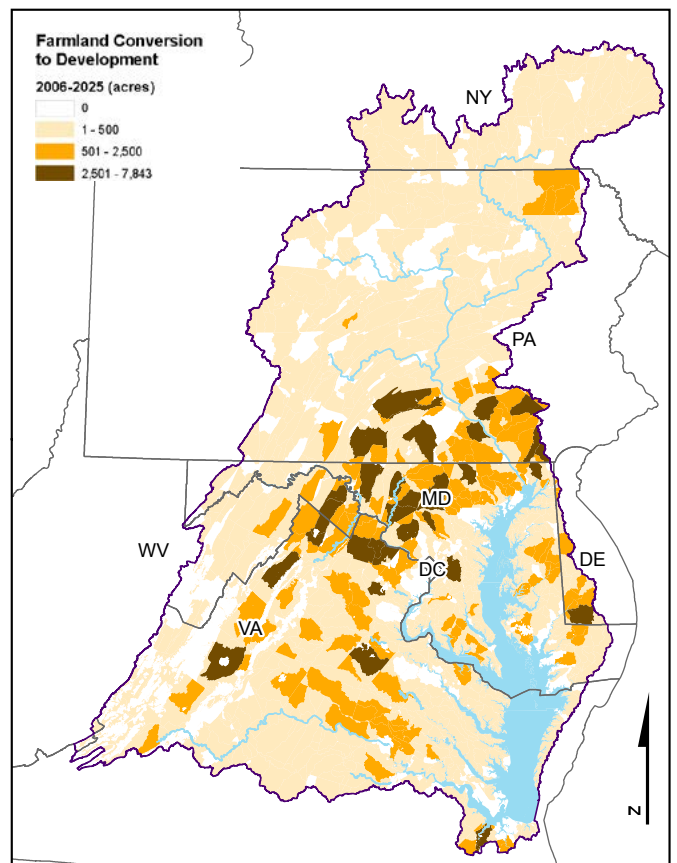 Farmland Conversion
to Development
2006-2025 (acres)
0
1 - 500
501 - 2,500
2,501 - 7,843
NY
PA
MD
WV
DC
DE
VA
N